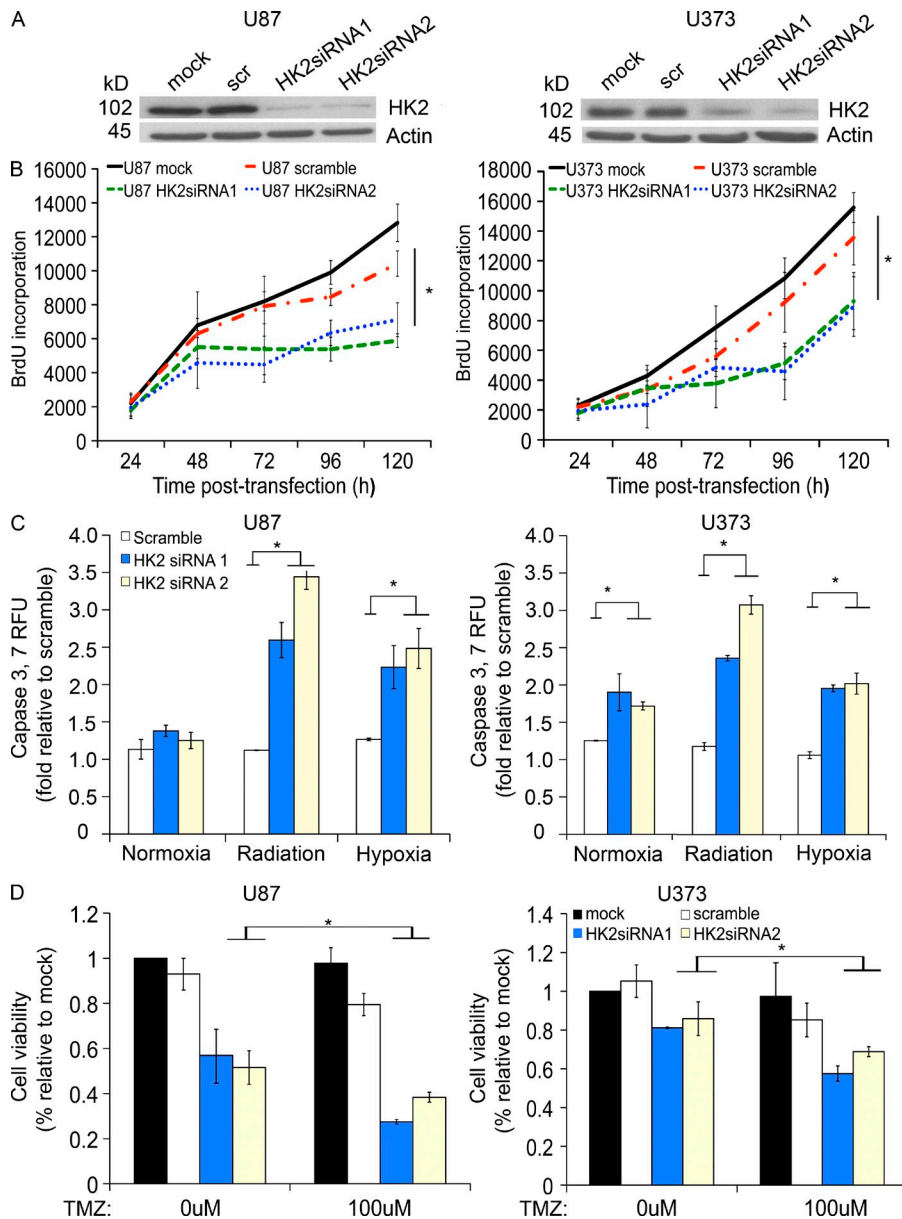 A U87 U373
kD mock scr HK2siRNA1 HK2siRNA2
102 HK2
45 Actin
kD mock scr HK2siRNA1 HK2siRNA2
102 HK2
45 Actin
B
U87 mock U87 scramble
U87 HK2siRNA1 U87 HK2siRNA2
BrdU incorporation
16000
14000
12000
10000
8000
6000
4000
2000
0
*
24 48 72 96 120
Time post-transfection (h)
U373 mock U373 scramble
U373 HK2siRNA1 U373 HK2siRNA2
BrdU incorporation
18000
16000
14000
12000
10000
8000
6000
4000
2000
0
*
24 48 72 96 120
Time post-transfection (h)
C U87
Scramble
HK2 siRNA 1
HK2 siRNA 2
Capase 3, 7 RFU
(fold relative to scramble)
4.0
3.5
3.0
2.5
2.0
1.5
1.0
0.5
0
* *
Normoxia Radiation Hypoxia
U373
Caspase 3, 7 RFU
(fold relative to scramble)
4.0
3.5
3.0
2.5
2.0
1.5
1.0
0.5
0
* * *
Normoxia Radiation Hypoxia
D U87
Cell viability
(% relative to mock)
1.2
1
0.8
0.6
0.4
0.2
0
*
TMZ: 0uM 100uM
U373
mock scramble
HK2siRNA1 HK2siRNA2
Cell viability
(% relative to mock)
1.4
1.2
1
0.8
0.6
0.4
0.2
0
*
0uM 100uM